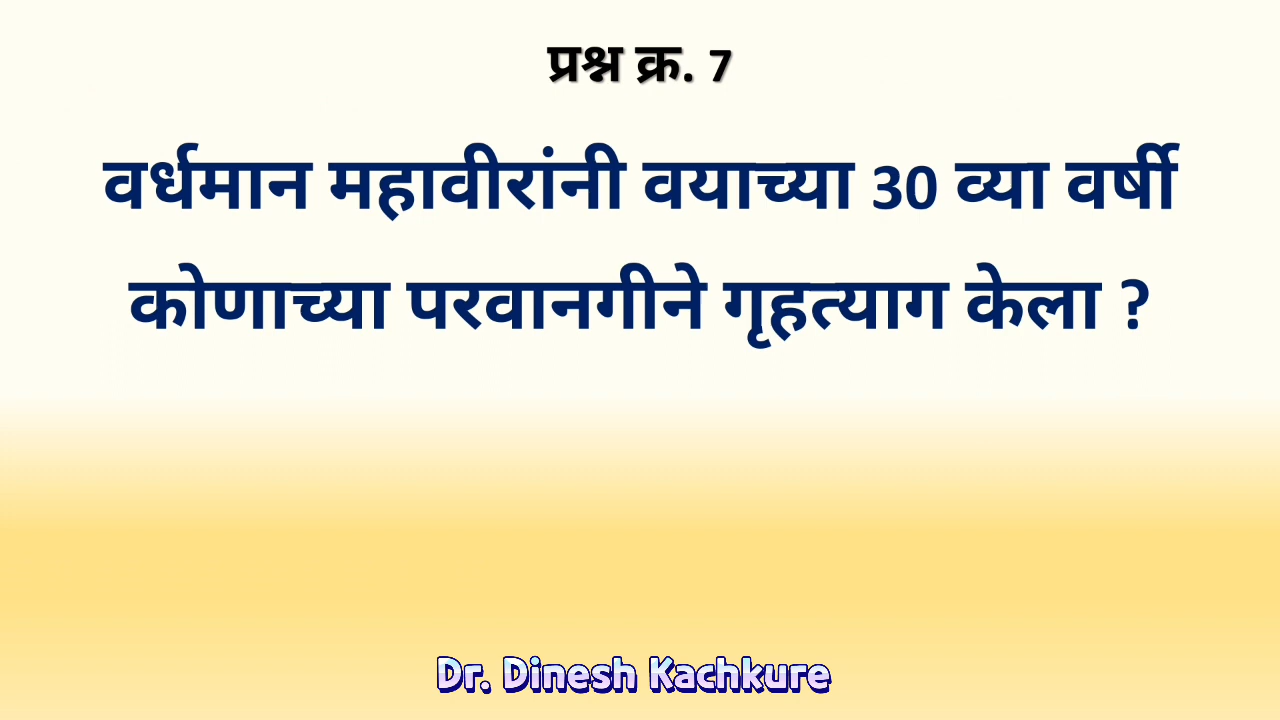 प्रश्न क्र. 7
वर्धमान महावीरांनी वयाच्या 30 व्या वर्षी
कोणाच्या परवानगीने गृहत्याग केला ?
Dr. Dinesh Kachkure